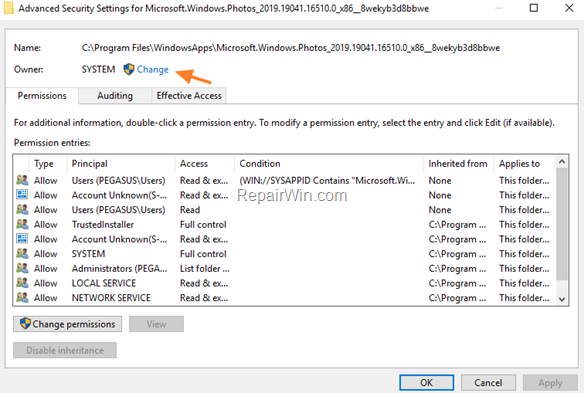 Advanced Security Settings for Microsoft.Windows.Photos_2019.19041.16510.0_x86__8wekyb3d8bbwe
Name: C:\Program Files\WindowsApps\Microsoft.Windows.Photos_2019.19041.16510.0_x86__8wekyb3d8bbwe
Owner: SYSTEM Change
Permissions Auditing Effective Access
For additional information, double-click a permission entry. To modify a permission entry, select the entry and click Edit (if available).
Permission entries:
Type Principal Access Condition Inherited from Applies to
Allow Users (PEGASUS\Users) Read & ex... (WIN://SYSAPPID Contains "Microsoft.Wi... None This folder...
Allow Account Unknown(S-... Read & ex... None This folder...
Allow Users (PEGASUS\Users) Read None This folder...
Allow TrustedInstaller Full control C:\Program ... This folder...
Allow Account Unknown(S-... Full control C:\Program ... This folder...
Allow SYSTEM Full control C:\Program ... This folder...
Allow Administrators (PEGA... List folder ... C:\Program ... This folder...
Allow LOCAL SERVICE Read & ex... C:\Program ... This folder...
Allow NETWORK SERVICE Read & ex... C:\Program ... This folder...
RepairWin.com
Change permissions View
Disable inheritance
OK Cancel Apply